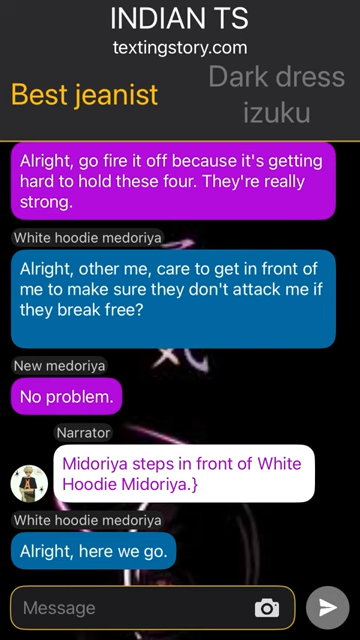 INDIAN TS
textingstory.com
Best jeanist
Dark dress
izuku
Alright, go fire it off because it's getting
hard to hold these four. They're really
strong.
White hoodie medoriya
Alright, other me, care to get in front of
me to make sure they don't attack me if
they break free?
New medoriya
No problem.
Narrator
Midoriya steps in front of White
Hoodie Midoriya.}
White hoodie medoriya
Alright, here we go.
Message